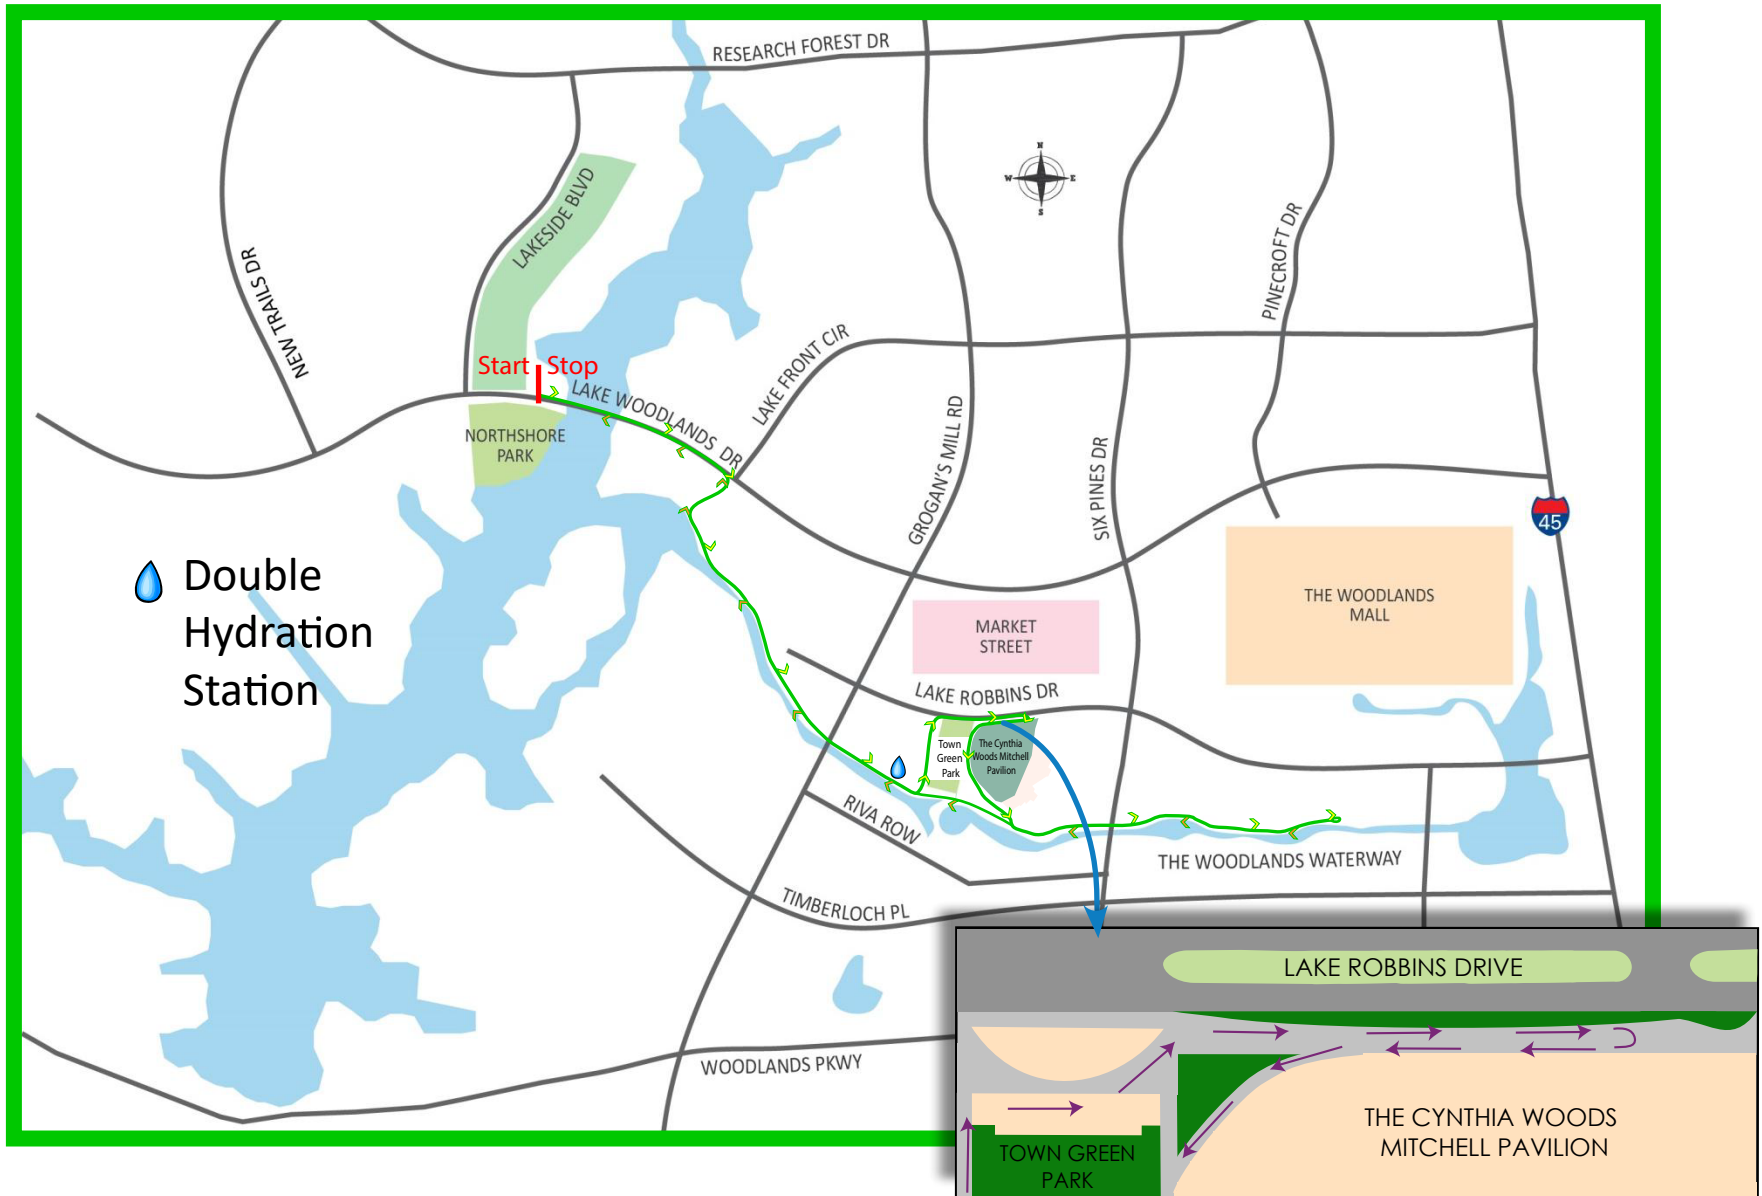 RESEARCH FOREST DR
N
W
E
S
LAKESIDE BLVD
NEW TRAILS DR
PINECROFT DR
Start
Stop
LAKE WOODLANDS DR
LAKE FRONT CIR
NORTHSHORE
PARK
GROGAN'S MILL RD
SIX PINES DR
45
Double
Hydration
Station
THE WOODLANDS
MALL
MARKET
STREET
LAKE ROBBINS DR
Town
Green
Park
The Cynthia
Woods Mitchell
Pavilion
RIVA ROW
THE WOODLANDS WATERWAY
TIMBERLOCH PL
WOODLANDS PKWY
LAKE ROBBINS DRIVE
THE CYNTHIA WOODS
MITCHELL PAVILION
TOWN GREEN
PARK